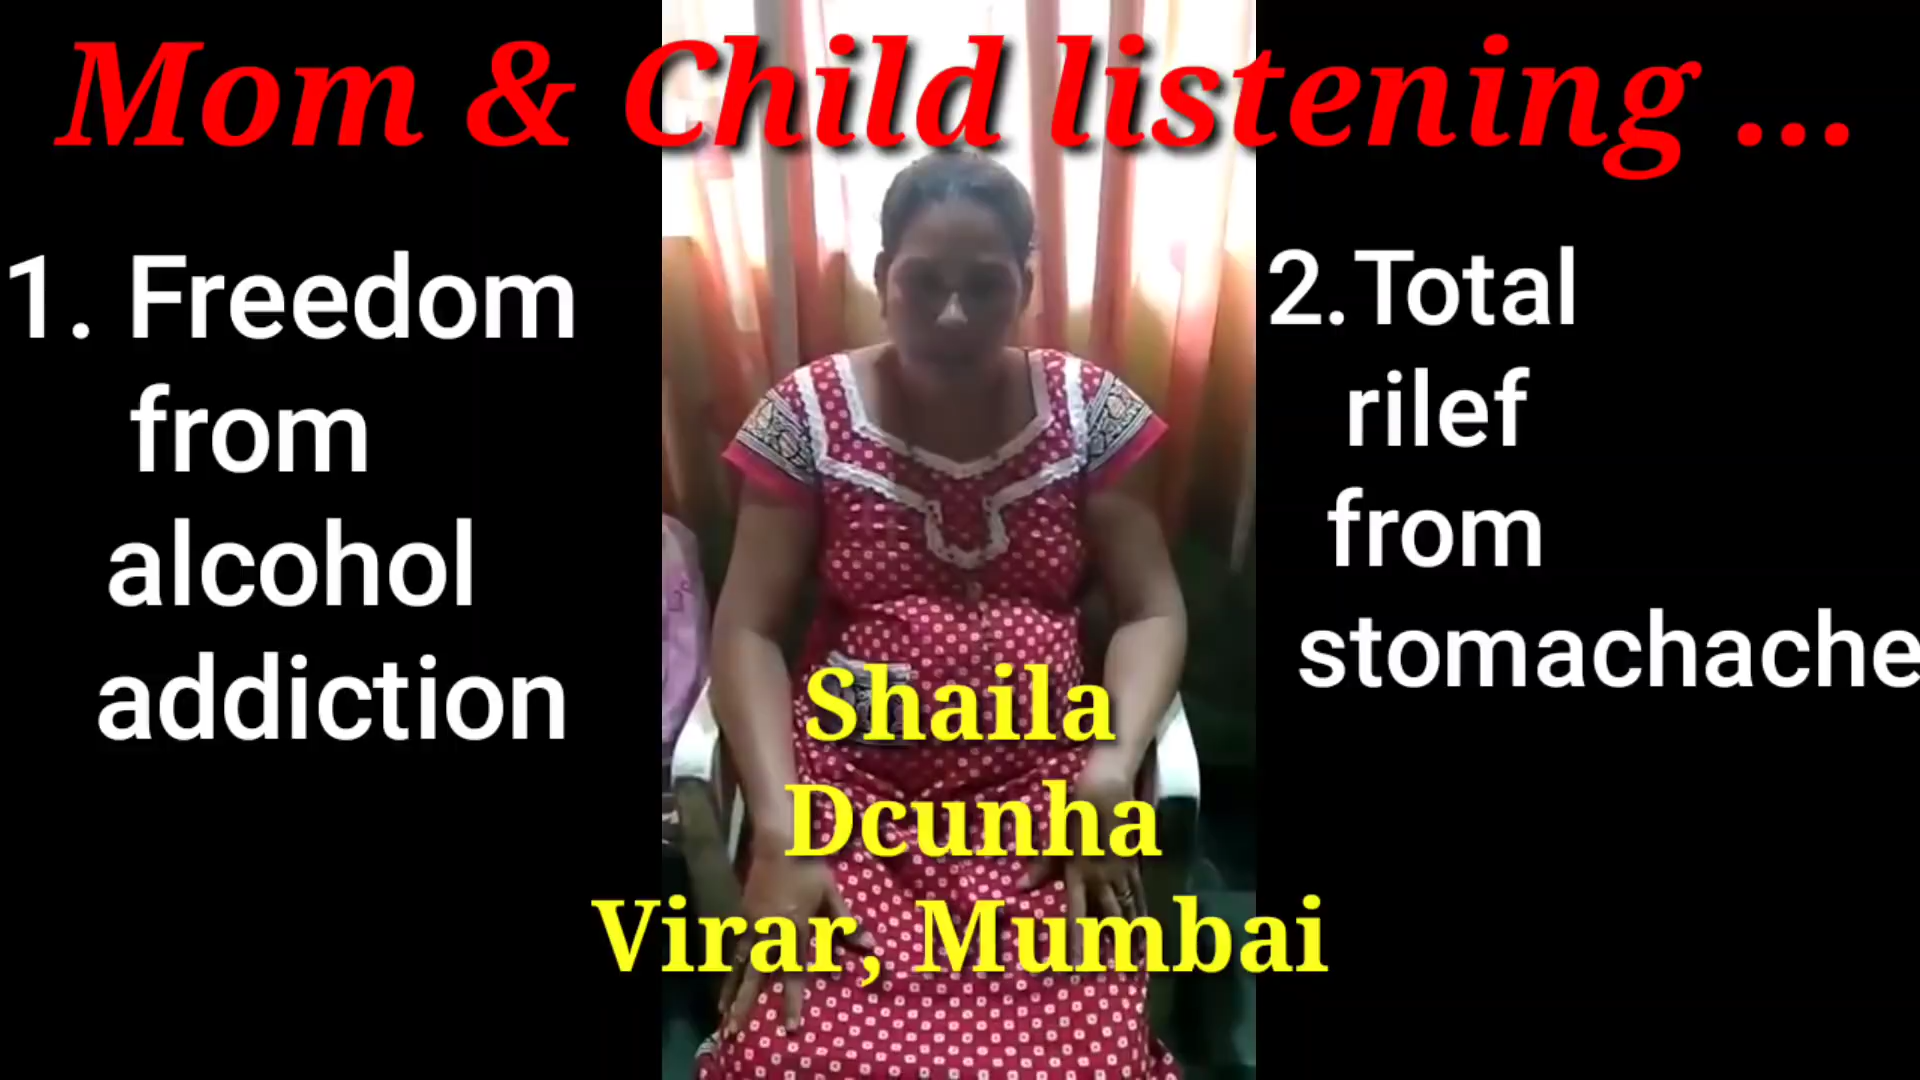 Mom & Child listening ...
1. Freedom
from
alcohol
addiction
2.Total
rilef
from
stomachache
Shaila
Dcunha
Virar, Mumbai